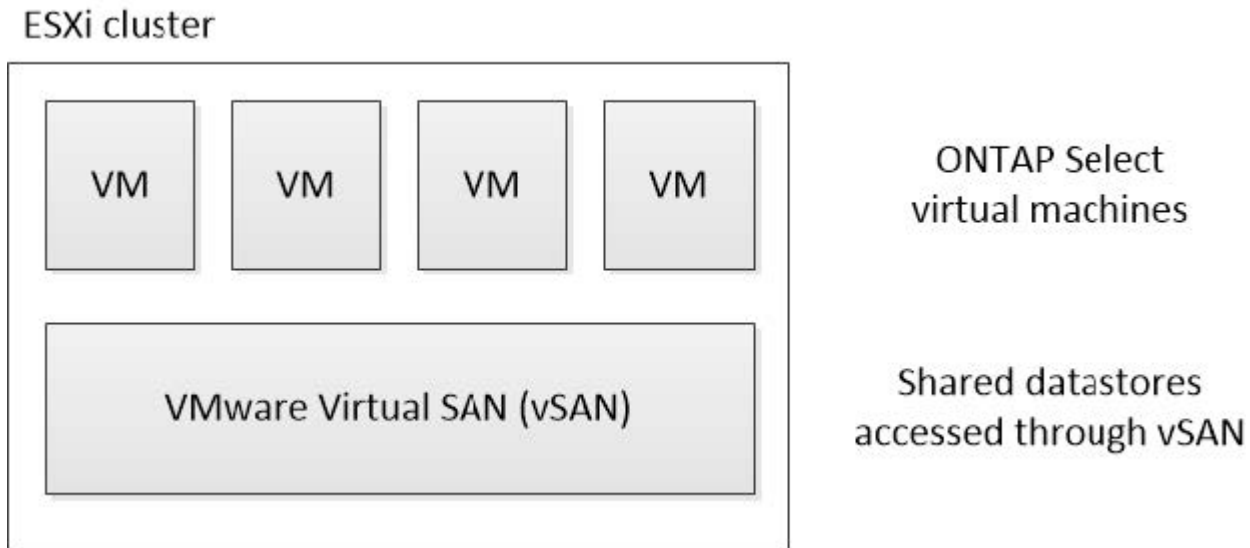 ESXi cluster
VM VM VM VM
ONTAP Select
virtual machines
VMware Virtual SAN (vSAN)
Shared datastores
accessed through vSAN